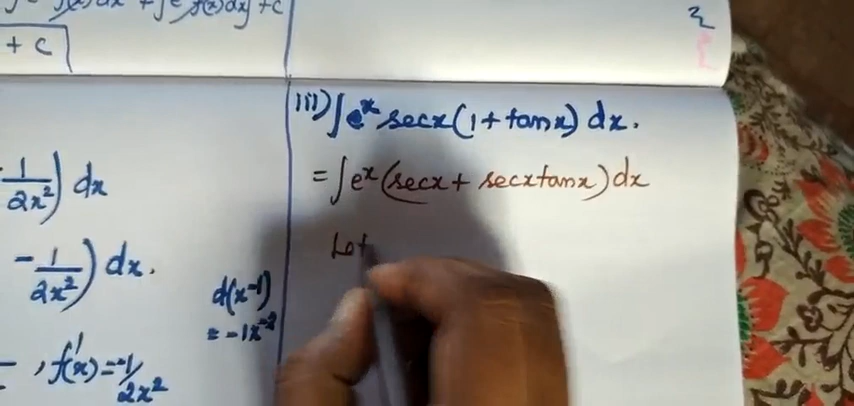 + c
1/2x²) dx
- 1/2x²) dx.
d(x⁻¹)
= -1x⁻²
, f'(x) = -1/2x²
iii) ∫eˣ secx(1+tanx) dx.
= ∫eˣ(secx + secxtanx)dx
Let